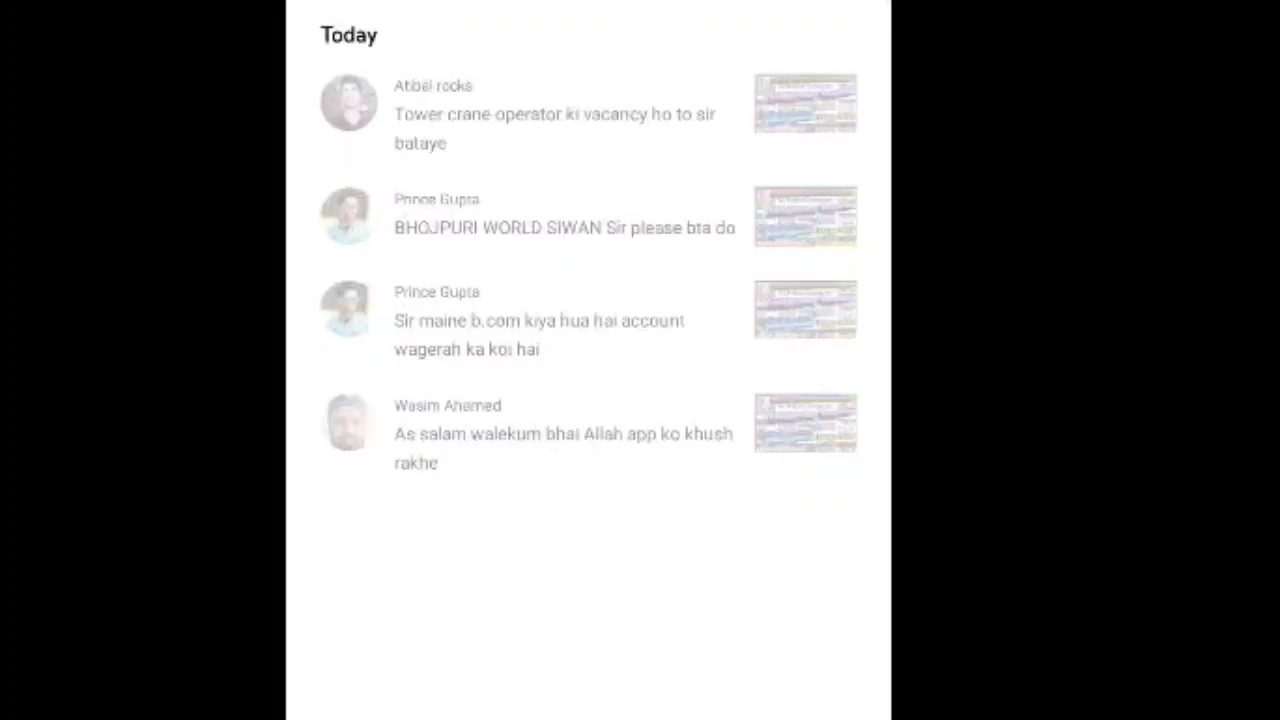 Today
Atibal rocks
Tower crane operator ki vacancy ho to sir
bataye
Prince Gupta
BHOJPURI WORLD SIWAN Sir please bta do
Prince Gupta
Sir maine b.com kiya hua hai account
wagerah ka koi hai
Wasim Ahamed
As salam walekum bhai Allah app ko khush
rakhe